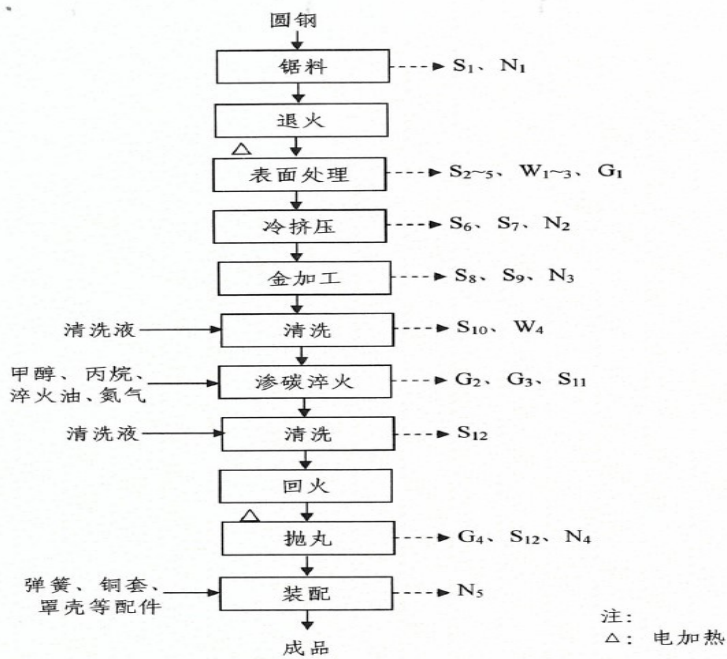 圆钢
锯料
S₁、N₁
退火
△
表面处理
S₂~₅、W₁~₃、G₁
冷挤压
S₆、S₇、N₂
金加工
S₈、S₉、N₃
清洗液
清洗
S₁₀、W₄
甲醇、丙烷、
淬火油、氮气
渗碳淬火
G₂、G₃、S₁₁
清洗液
清洗
S₁₂
回火
△
抛丸
G₄、S₁₂、N₄
弹簧、铜套、
罩壳等配件
装配
N₅
成品
注:
△: 电加热